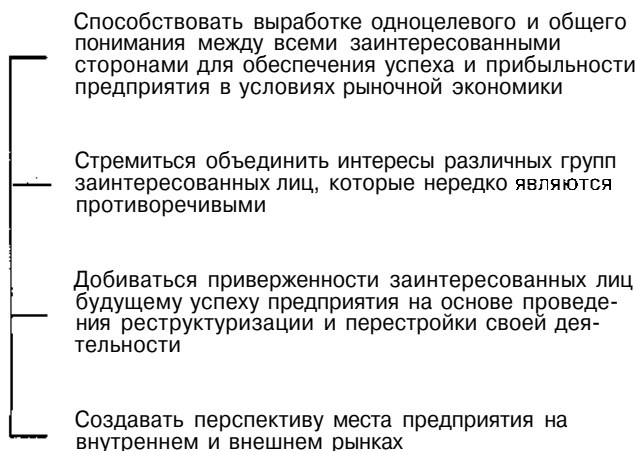 Способствовать выработке одноцелевого и общего
понимания между всеми заинтересованными
сторонами для обеспечения успеха и прибыльности
предприятия в условиях рыночной экономики
Стремиться объединить интересы различных групп
заинтересованных лиц, которые нередко являются
противоречивыми
Добиваться приверженности заинтересованных лиц
будущему успеху предприятия на основе проведе-
ния реструктуризации и перестройки своей дея-
тельности
Создавать перспективу места предприятия на
внутреннем и внешнем рынках